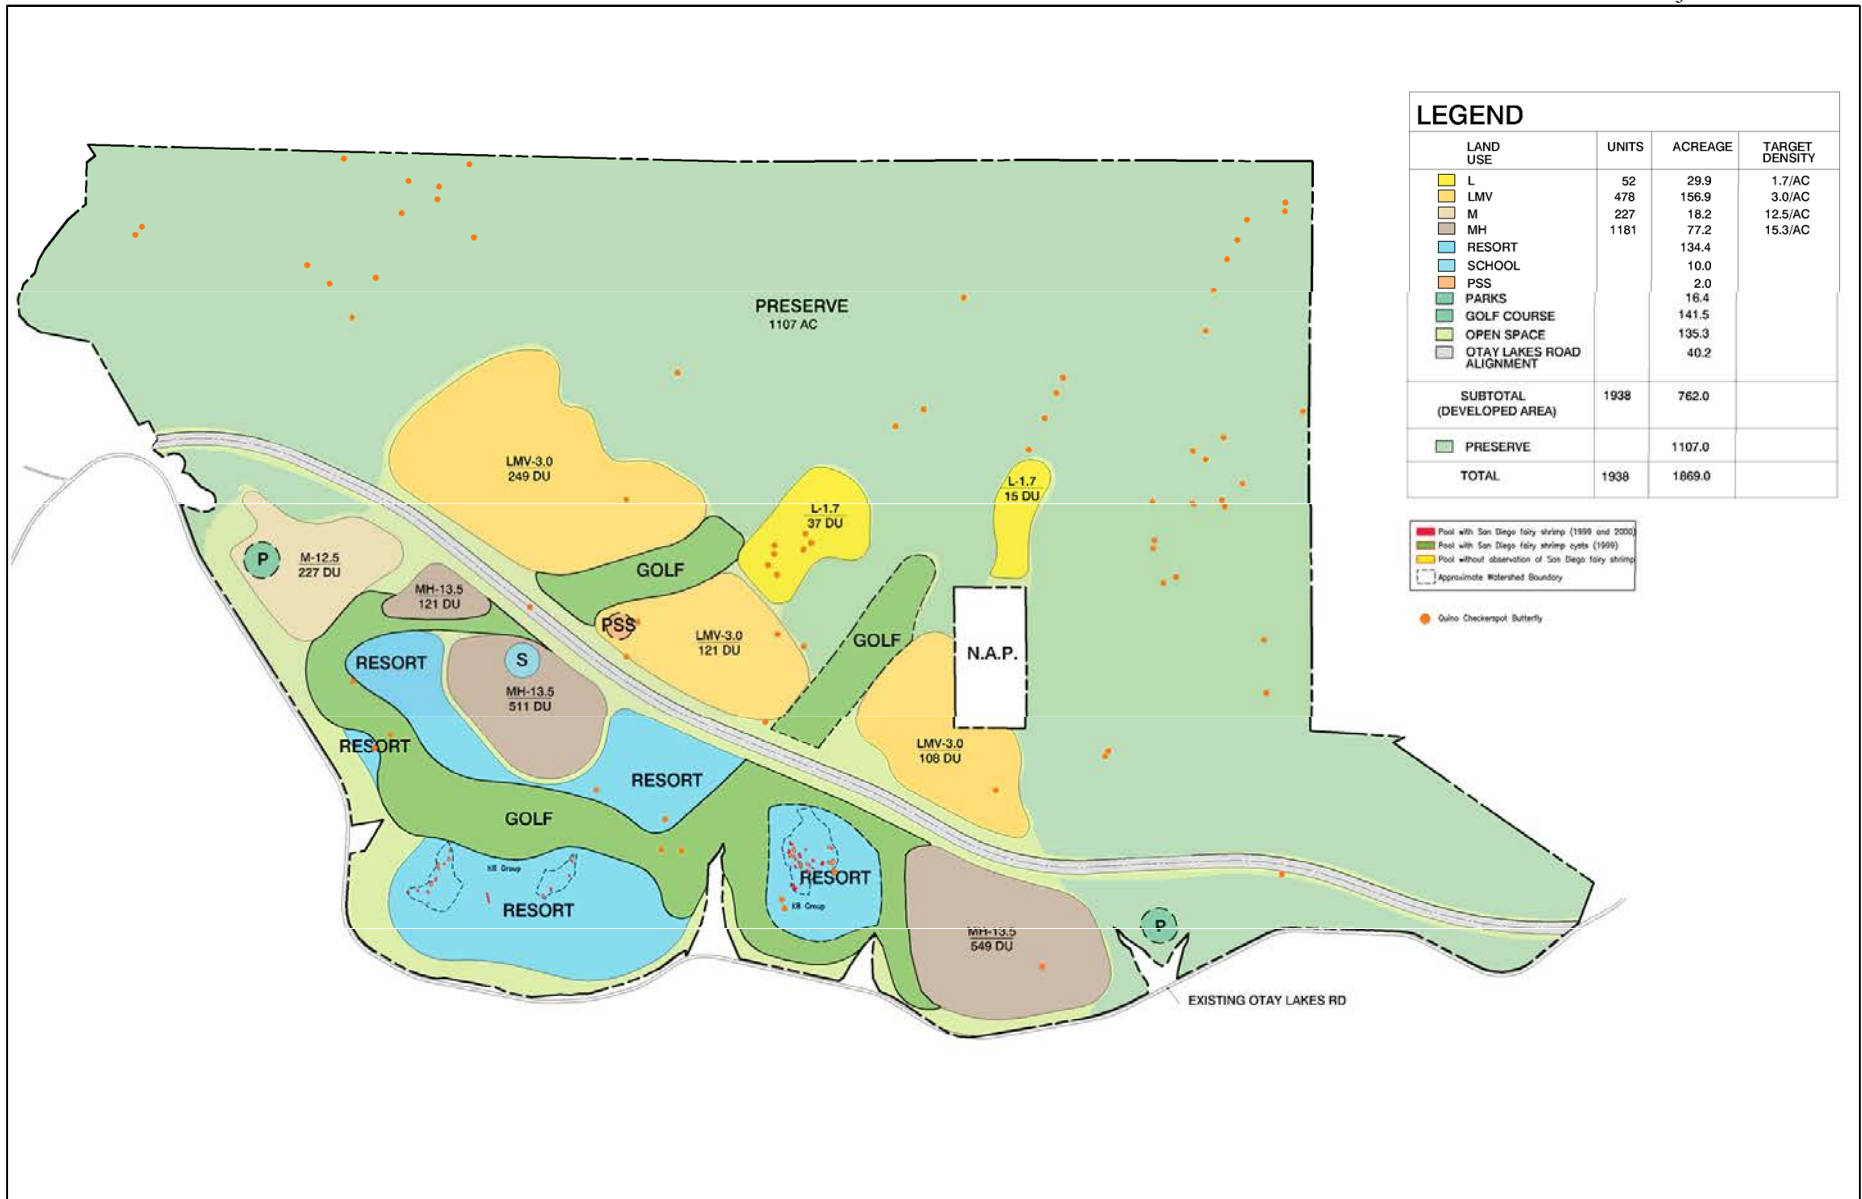 LEGEND
LAND USE UNITS ACREAGE TARGET DENSITY
L 52 29.9 1.7/AC
LMV 478 156.9 3.0/AC
M 227 18.2 12.5/AC
MH 1181 77.2 15.3/AC
RESORT 134.4
SCHOOL 10.0
PSS 2.0
PARKS 16.4
GOLF COURSE 141.5
OPEN SPACE 135.3
OTAY LAKES ROAD ALIGNMENT 40.2
SUBTOTAL (DEVELOPED AREA) 1938 762.0
PRESERVE 1107.0
TOTAL 1938 1869.0
Pool with San Diego fairy shrimp (1999 and 2000)
Pool with San Diego fairy shrimp cysts (1999)
Pool without observation of San Diego fairy shrimp
Approximate Watershed Boundary
Quino Checkerspot Butterfly
PRESERVE
1107 AC
LMV-3.0
249 DU
L-1.7
37 DU
L-1.7
15 DU
P
M-12.5
227 DU
GOLF
MH-13.5
121 DU
PSS
LMV-3.0
121 DU
GOLF
N.A.P.
RESORT
S
MH-13.5
511 DU
RESORT
RESORT
LMV-3.0
108 DU
GOLF
KB Group
RESORT
RESORT
KB Group
MH-13.5
549 DU
P
EXISTING OTAY LAKES RD